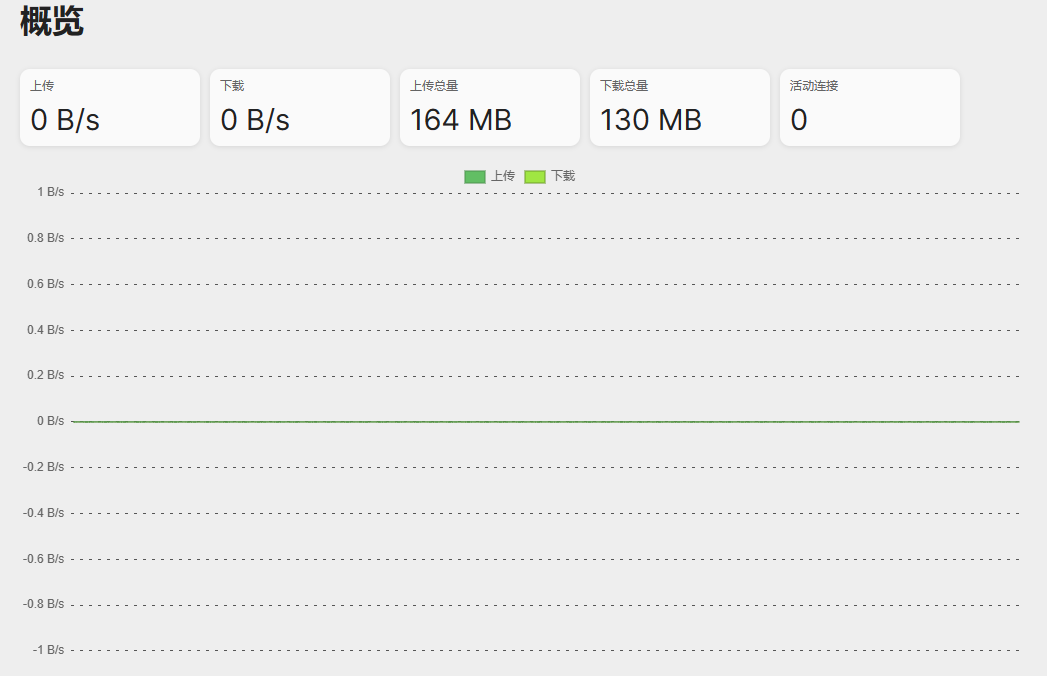 概览
上传
下载
上传总量
下载总量
活动连接
0 B/s
0 B/s
164 MB
130 MB
0
上传
下载
1 B/s
0.8 B/s
0.6 B/s
0.4 B/s
0.2 B/s
0 B/s
-0.2 B/s
-0.4 B/s
-0.6 B/s
-0.8 B/s
-1 B/s